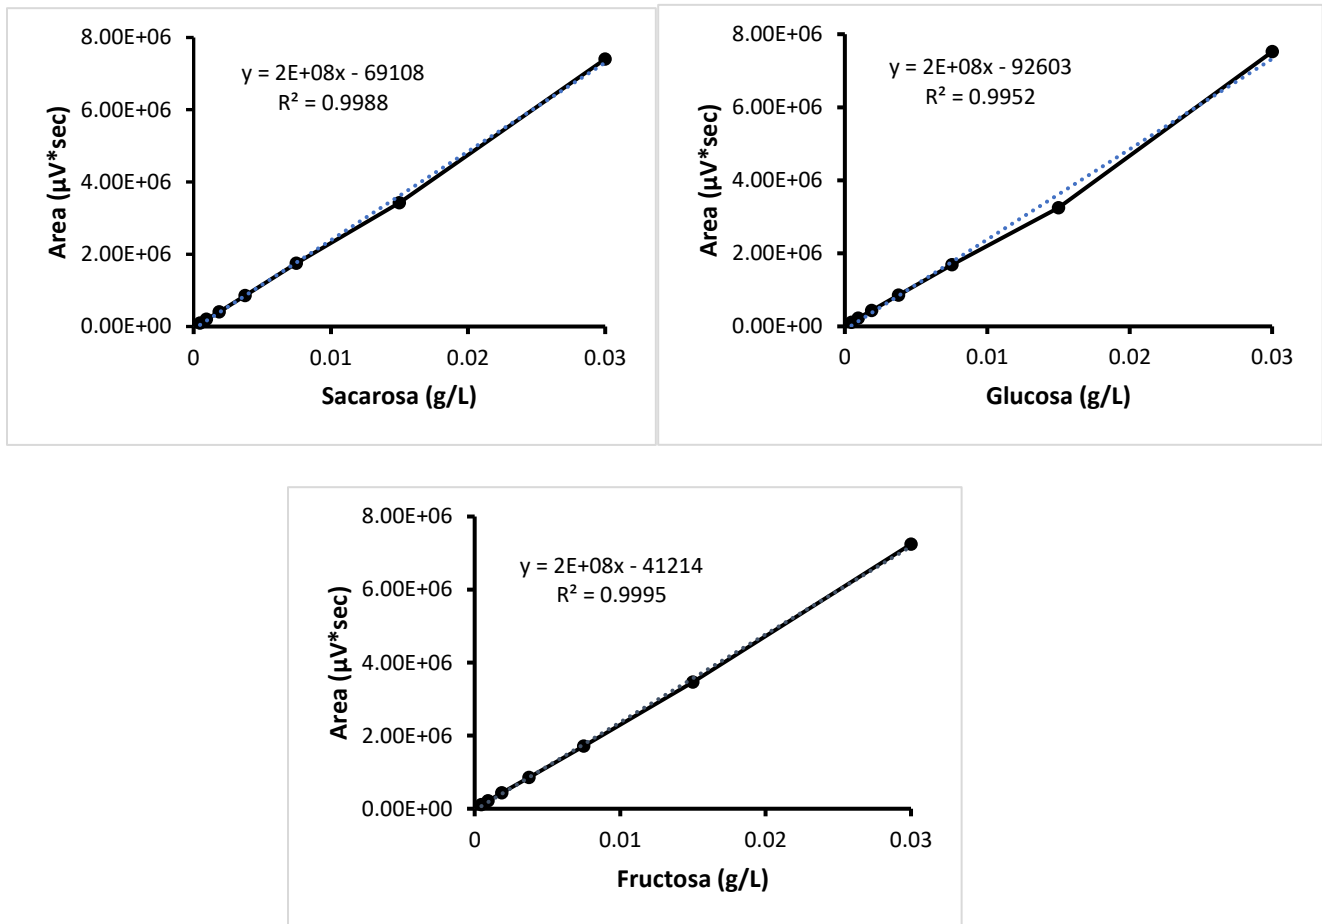 8.00E+06
6.00E+06
4.00E+06
2.00E+06
0.00E+00
Area (µV*sec)
y = 2E+08x - 69108
R² = 0.9988
0 0.01 0.02 0.03
Sacarosa (g/L)
8.00E+06
6.00E+06
4.00E+06
2.00E+06
0.00E+00
Area (µV*sec)
y = 2E+08x - 92603
R² = 0.9952
0 0.01 0.02 0.03
Glucosa (g/L)
8.00E+06
6.00E+06
4.00E+06
2.00E+06
0.00E+00
Area (µV*sec)
y = 2E+08x - 41214
R² = 0.9995
0 0.01 0.02 0.03
Fructosa (g/L)